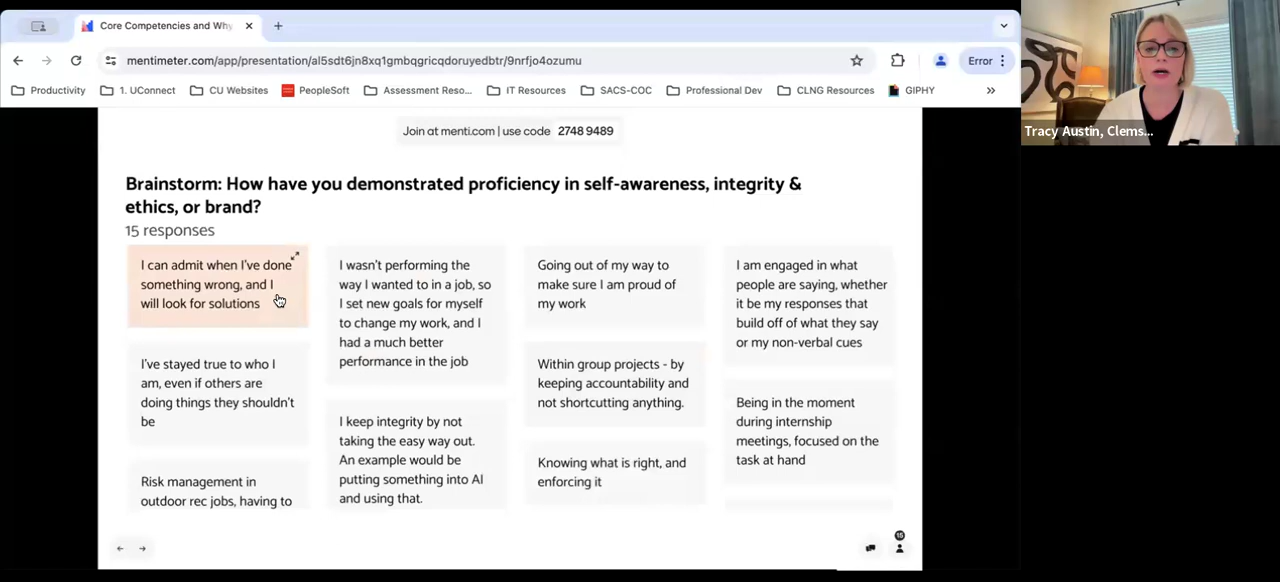 Core Competencies and Why
mentimeter.com/app/presentation/al5sdt6jn8xq1gmbqgricqdoruyedbtr/9nrfjo4ozumu
Error
Productivity
1. UConnect
CU Websites
PeopleSoft
Assessment Reso...
IT Resources
SACS-COC
Professional Dev
CLNG Resources
GIPHY
Tracy Austin, Clems...
Join at menti.com | use code 2748 9489
Brainstorm: How have you demonstrated proficiency in self-awareness, integrity &
ethics, or brand?
15 responses
I can admit when I've done
something wrong, and I
will look for solutions
I've stayed true to who I
am, even if others are
doing things they shouldn't
be
Risk management in
outdoor rec jobs, having to
I wasn't performing the
way I wanted to in a job, so
I set new goals for myself
to change my work, and I
had a much better
performance in the job
I keep integrity by not
taking the easy way out.
An example would be
putting something into AI
and using that.
Going out of my way to
make sure I am proud of
my work
Within group projects - by
keeping accountability and
not shortcutting anything.
Knowing what is right, and
enforcing it
I am engaged in what
people are saying, whether
it be my responses that
build off of what they say
or my non-verbal cues
Being in the moment
during internship
meetings, focused on the
task at hand
15